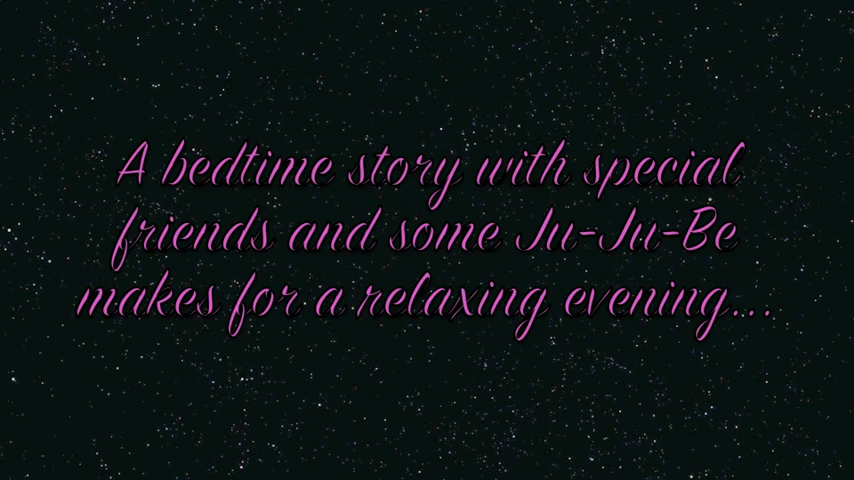 A bedtime story with special
friends and some Ju-Ju-Be
makes for a relaxing evening...